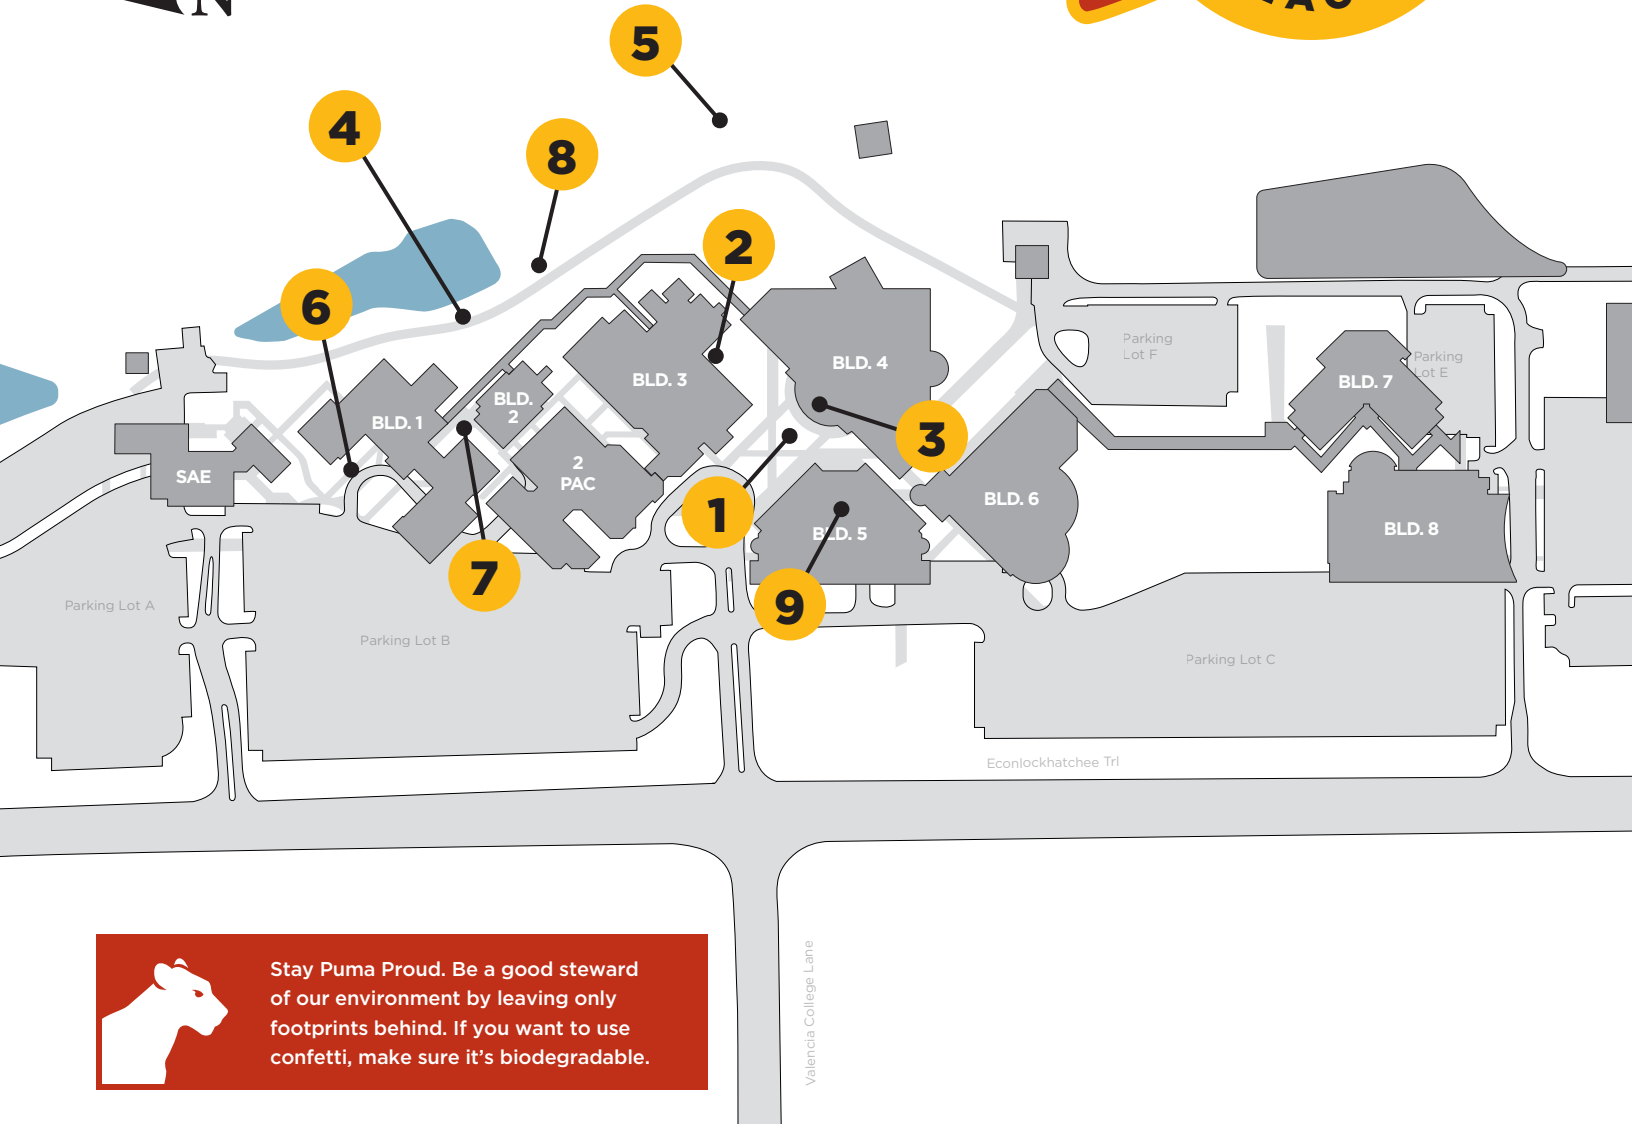 N
5
4
8
2
6
BLD. 4
Parking
Lot F
Parking
Lot E
BLD. 3
BLD. 7
BLD.
2
BLD. 1
3
2
PAC
SAE
BLD. 6
1
BLD. 5
BLD. 8
7
9
Parking Lot A
Parking Lot B
Parking Lot C
Econlockhatchee Trl
Valencia College Lane
Stay Puma Proud. Be a good steward
of our environment by leaving only
footprints behind. If you want to use
confetti, make sure it's biodegradable.